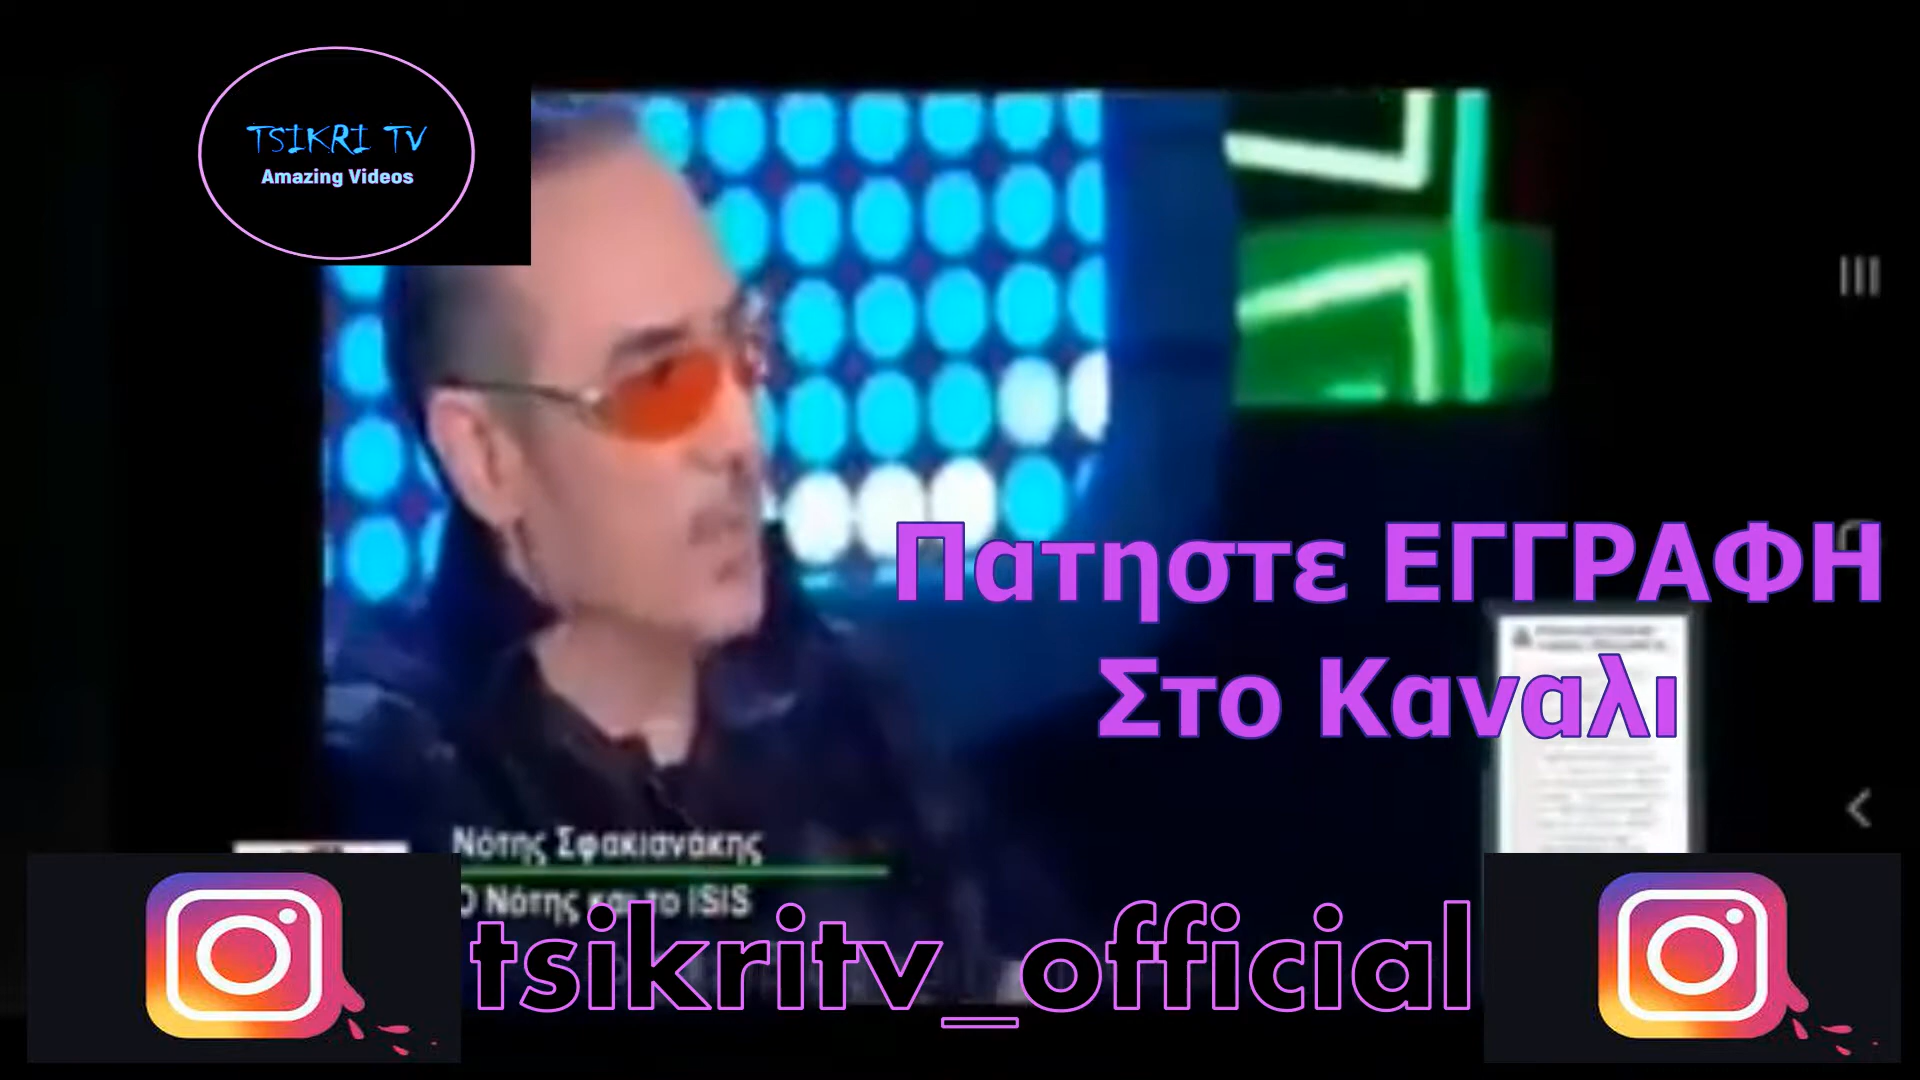 TSIKRI TV
Amazing Videos
Πατηστε ΕΓΓΡΑΦΗ
Στο Καναλι
Νότης Σφακιανάκης
Ο Νότης και το ISIS
tsikritv_official